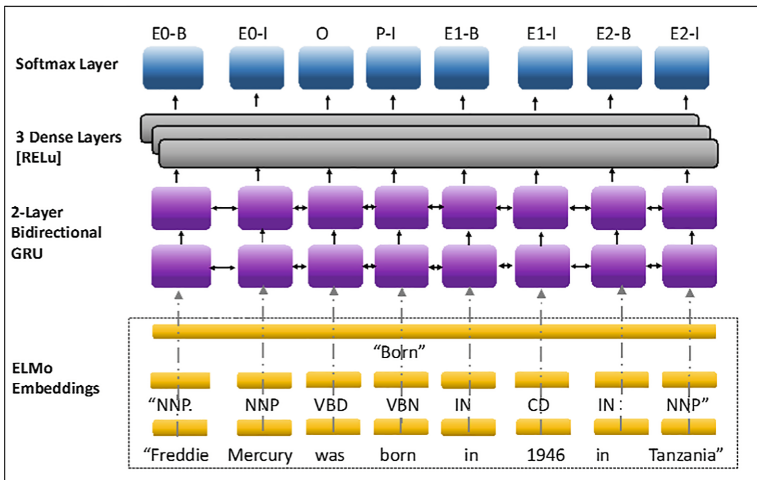 E0-B E0-I O P-I E1-B E1-I E2-B E2-I
Softmax Layer
3 Dense Layers
[RELu]
2-Layer
Bidirectional
GRU
"Born"
ELMo
Embeddings
"NNP. NNP VBD VBN IN CD IN : NNP"
"Freddie Mercury was born in 1946 in Tanzania"